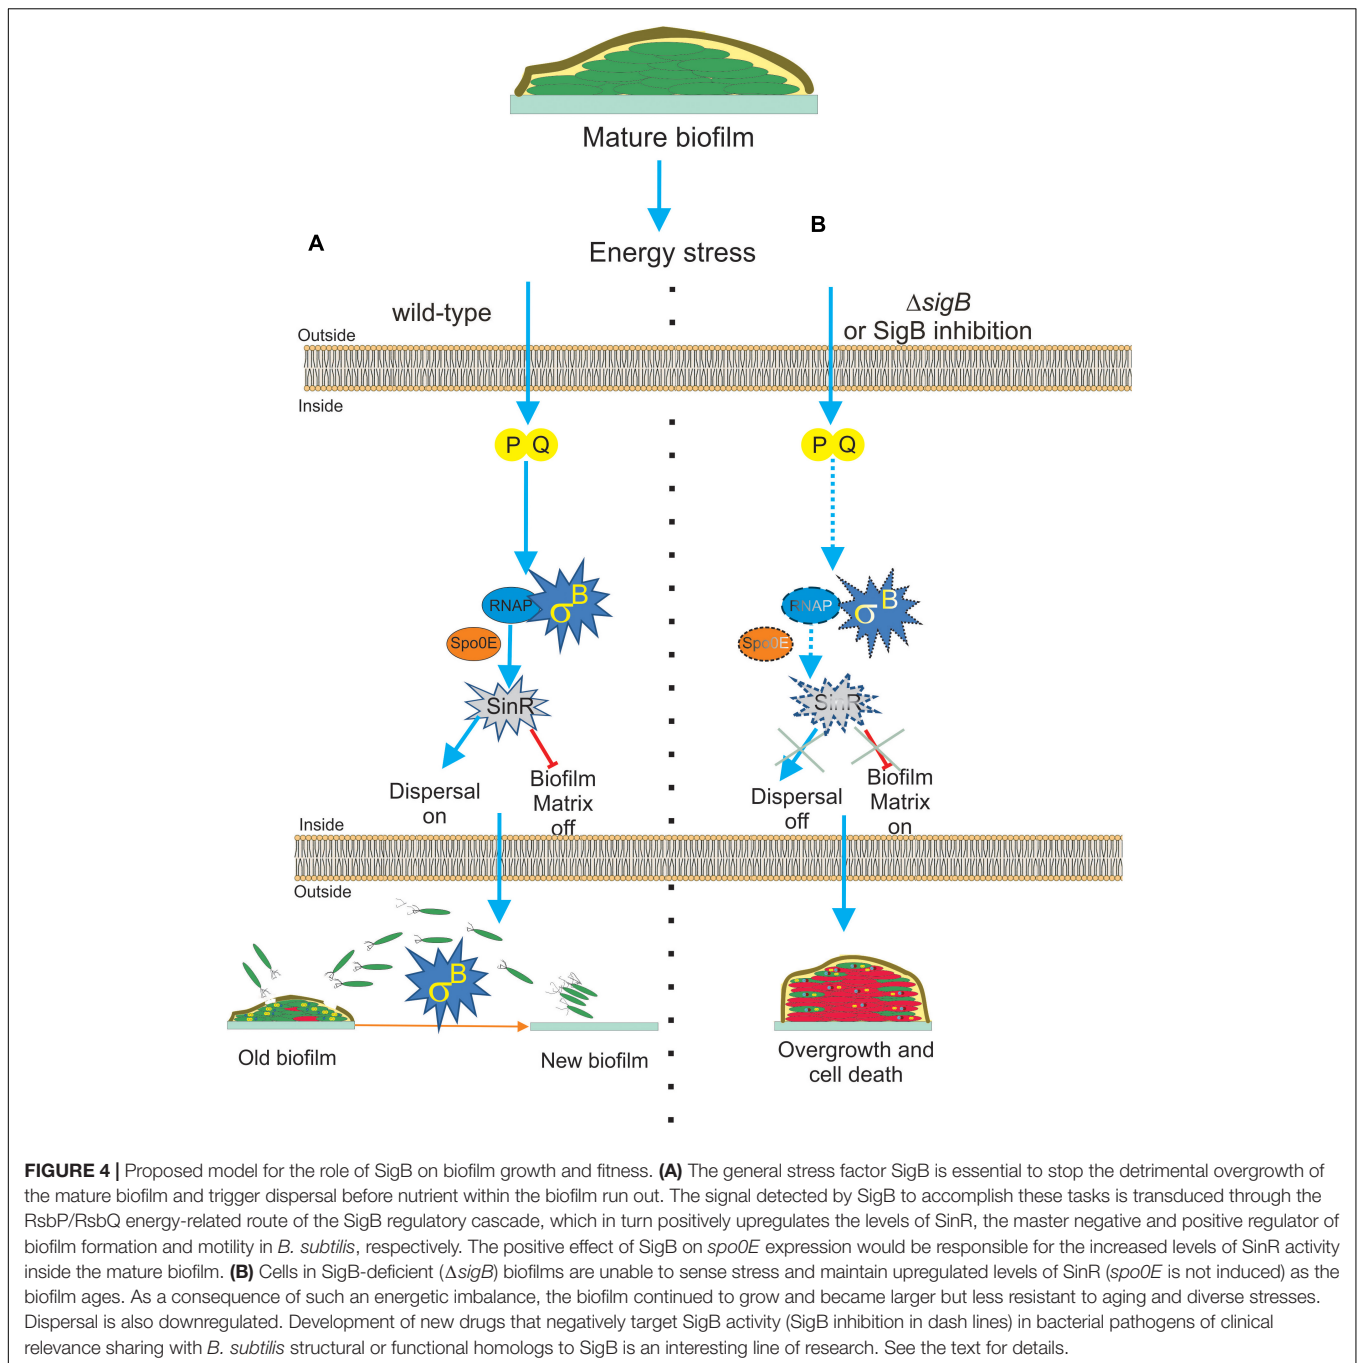 Mature biofilm
A
B
Energy stress
wild-type
ΔsigB
or SigB inhibition
Outside
Inside
P Q
P Q
RNAP
σB
RNAP
σB
Spo0E
Spo0E
SinR
SinR
Dispersal
on
Biofilm
Matrix
off
Dispersal
off
Biofilm
Matrix
on
Inside
Outside
σB
Old biofilm
New biofilm
Overgrowth and
cell death
FIGURE 4 | Proposed model for the role of SigB on biofilm growth and fitness. (A) The general stress factor SigB is essential to stop the detrimental overgrowth of
the mature biofilm and trigger dispersal before nutrient within the biofilm run out. The signal detected by SigB to accomplish these tasks is transduced through the
RsbP/RsbQ energy-related route of the SigB regulatory cascade, which in turn positively upregulates the levels of SinR, the master negative and positive regulator of
biofilm formation and motility in B. subtilis, respectively. The positive effect of SigB on spo0E expression would be responsible for the increased levels of SinR activity
inside the mature biofilm. (B) Cells in SigB-deficient (ΔsigB) biofilms are unable to sense stress and maintain upregulated levels of SinR (spo0E is not induced) as the
biofilm ages. As a consequence of such an energetic imbalance, the biofilm continued to grow and became larger but less resistant to aging and diverse stresses.
Dispersal is also downregulated. Development of new drugs that negatively target SigB activity (SigB inhibition in dash lines) in bacterial pathogens of clinical
relevance sharing with B. subtilis structural or functional homologs to SigB is an interesting line of research. See the text for details.